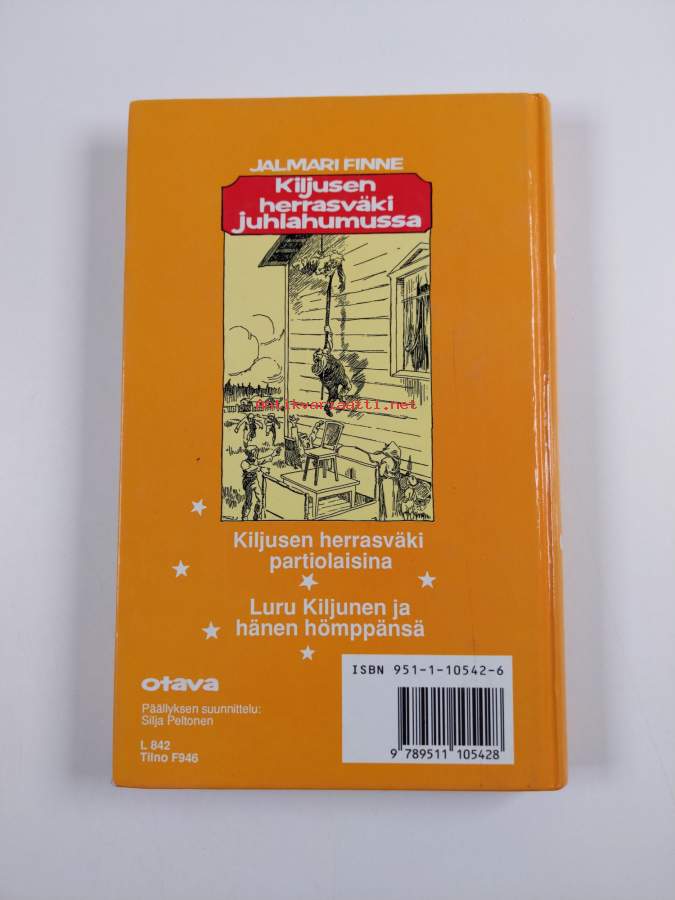 JALMARI FINNE
Kiljusen
herrasväki
juhlahumussa
Antikvariaatti.net
Kiljusen herrasväki
partiolaisina
Luru Kiljunen ja
hänen hömppänsä
ISBN 951-1-10542-6
otava
Päällyksen suunnittelu:
Silja Peltonen
L 842
Tilno F946
9 789511 105428